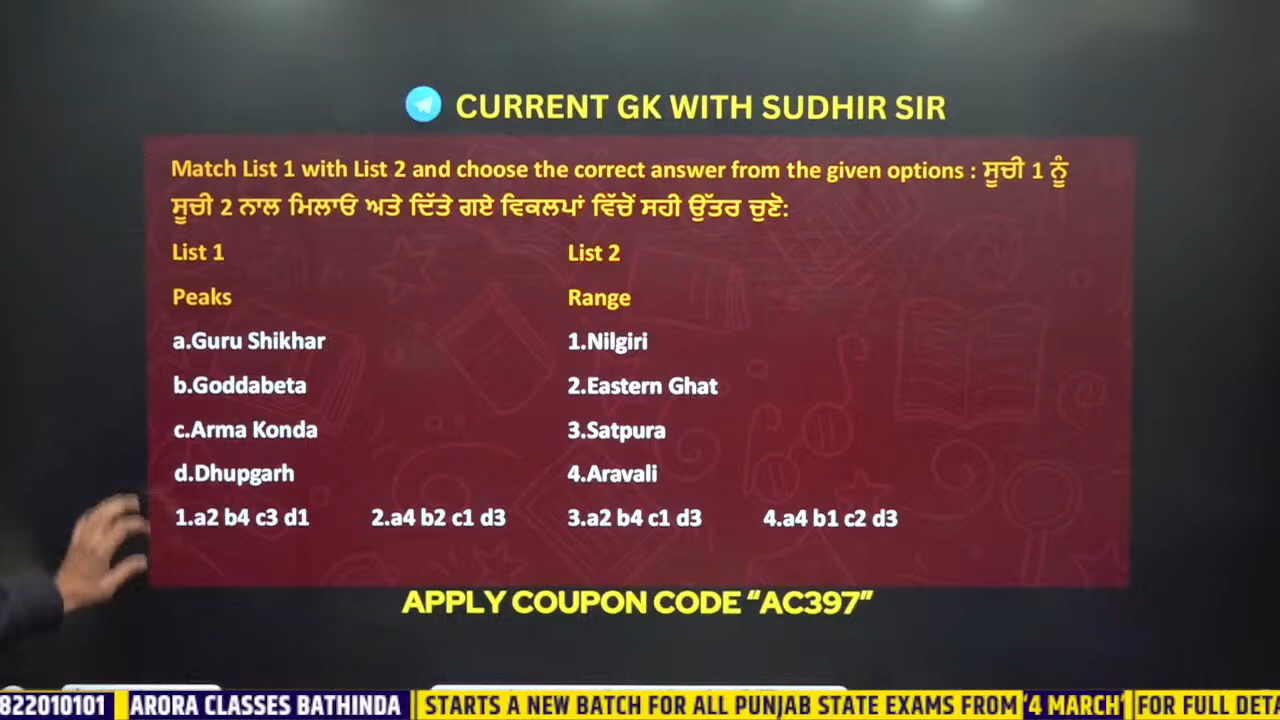 CURRENT GK WITH SUDHIR SIR
Match List 1 with List 2 and choose the correct answer from the given options : ਸੂਚੀ 1 ਨੂੰ
ਸੂਚੀ 2 ਨਾਲ ਮਿਲਾਓ ਅਤੇ ਦਿੱਤੇ ਗਏ ਵਿਕਲਪਾਂ ਵਿੱਚੋਂ ਸਹੀ ਉੱਤਰ ਚੁਣੋ:
List 1 List 2
Peaks Range
a.Guru Shikhar 1.Nilgiri
b.Goddabeta 2.Eastern Ghat
c.Arma Konda 3.Satpura
d.Dhupgarh 4.Aravali
1.a2 b4 c3 d1 2.a4 b2 c1 d3 3.a2 b4 c1 d3 4.a4 b1 c2 d3
APPLY COUPON CODE “AC397”
822010101 ARORA CLASSES BATHINDA STARTS A NEW BATCH FOR ALL PUNJAB STATE EXAMS FROM '4 MARCH' FOR FULL DETA